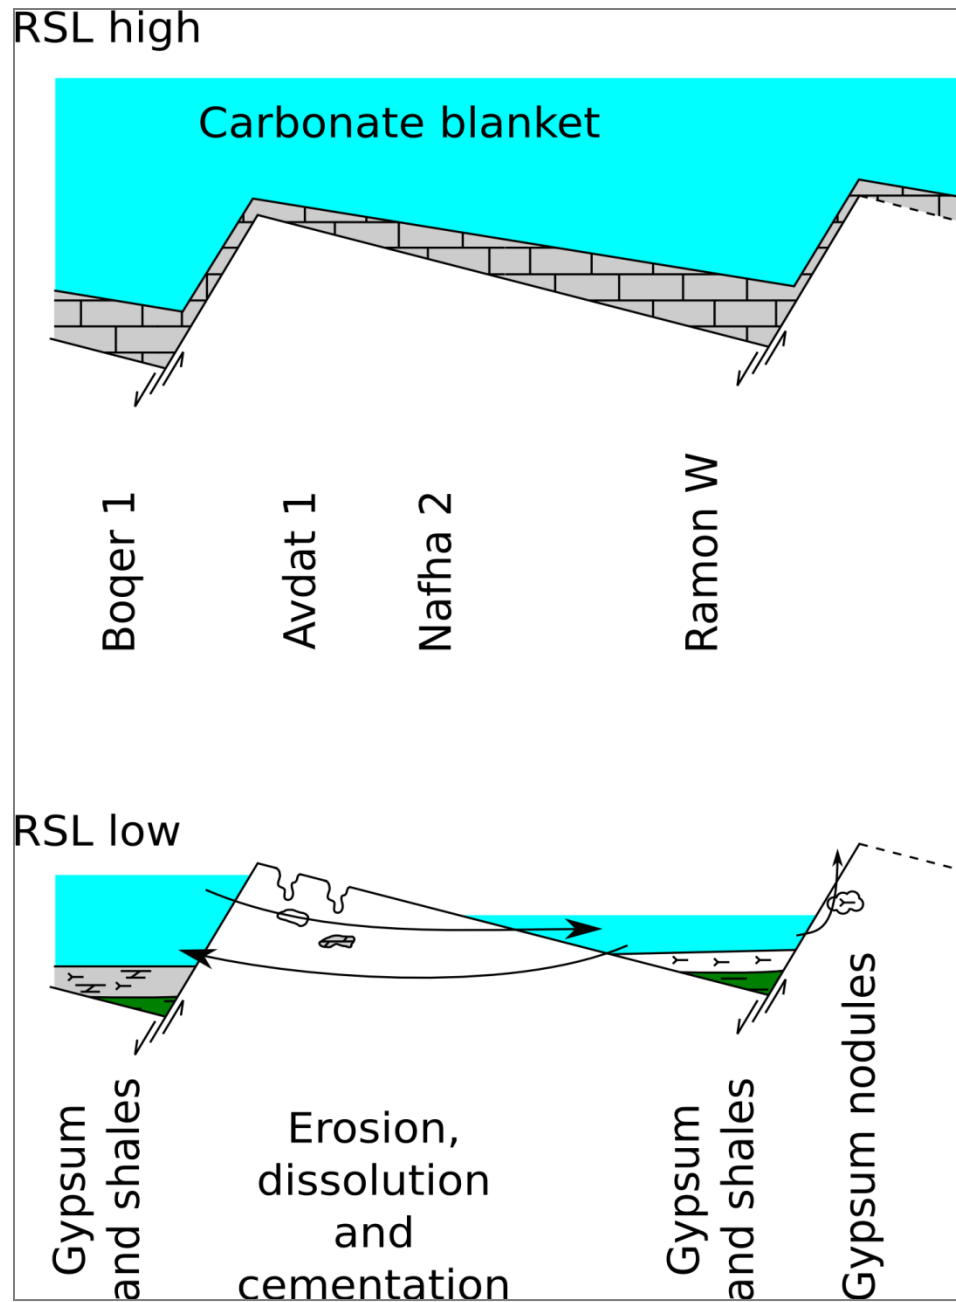 RSL high
Carbonate blanket
Boqer 1
Avdat 1
Nafha 2
Ramon W
RSL low
Gypsum
and shales
Erosion,
dissolution
and
cementation
Gypsum
and shales
Gypsum nodules